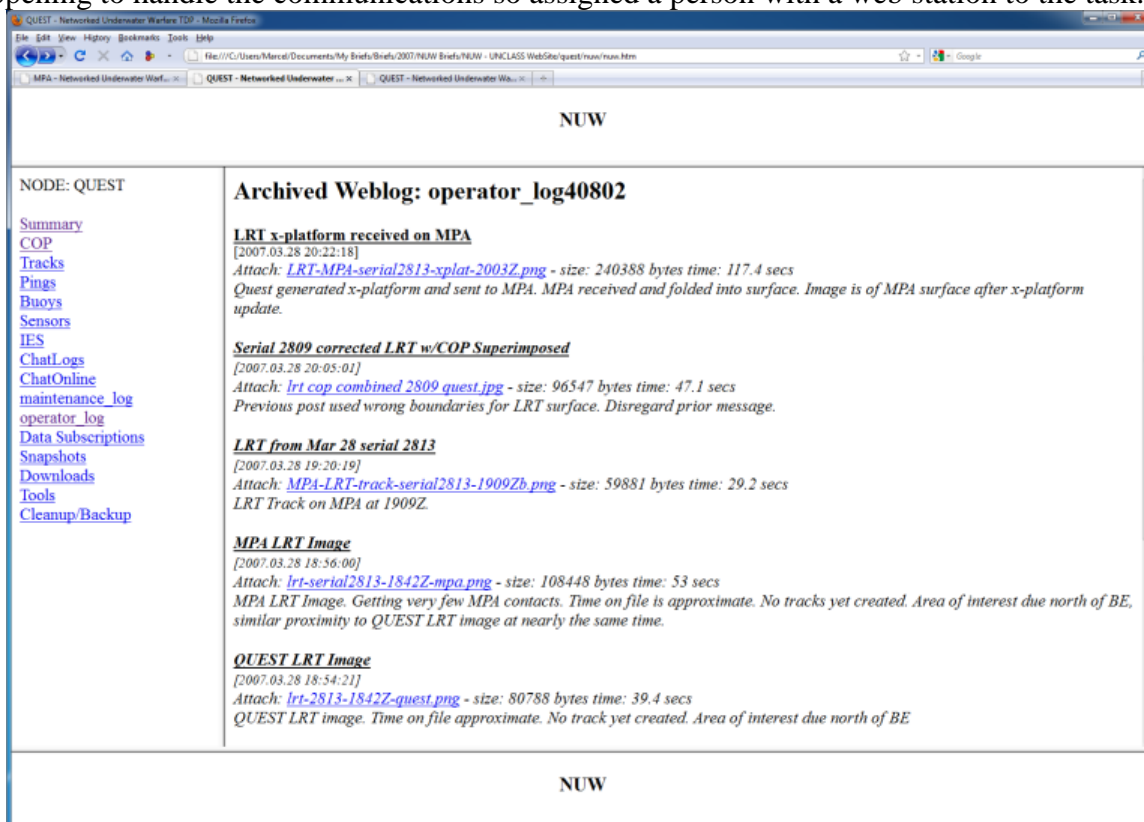 opening to handle the communications so assigned a person with a web station to the task.
QUEST - Networked Underwater Warfare TDP - Mozilla Firefox
File Edit View History Bookmarks Tools Help
file:///C:/Users/Marcel/Documents/My Briefs/Briefs/2007/NUW Briefs/NUW - UNCLASS WebSite/quest/nuw/nuw.htm
Google
MPA - Networked Underwater Warf...
QUEST - Networked Underwater ...
QUEST - Networked Underwater Wa...
NUW
NODE: QUEST
Summary
COP
Tracks
Pings
Buoys
Sensors
IES
ChatLogs
ChatOnline
maintenance_log
operator_log
Data Subscriptions
Snapshots
Downloads
Tools
Cleanup/Backup
Archived Weblog: operator_log40802
LRT x-platform received on MPA
[2007.03.28 20:22:18]
Attach: LRT-MPA-serial2813-xplat-2003Z.png - size: 240388 bytes time: 117.4 secs
Quest generated x-platform and sent to MPA. MPA received and folded into surface. Image is of MPA surface after x-platform
update.
Serial 2809 corrected LRT w/COP Superimposed
[2007.03.28 20:05:01]
Attach: lrt cop combined 2809 quest.jpg - size: 96547 bytes time: 47.1 secs
Previous post used wrong boundaries for LRT surface. Disregard prior message.
LRT from Mar 28 serial 2813
[2007.03.28 19:20:19]
Attach: MPA-LRT-track-serial2813-1909Zb.png - size: 59881 bytes time: 29.2 secs
LRT Track on MPA at 1909Z.
MPA LRT Image
[2007.03.28 18:56:00]
Attach: lrt-serial2813-1842Z-mpa.png - size: 108448 bytes time: 53 secs
MPA LRT Image. Getting very few MPA contacts. Time on file is approximate. No tracks yet created. Area of interest due north of BE,
similar proximity to QUEST LRT image at nearly the same time.
QUEST LRT Image
[2007.03.28 18:54:21]
Attach: lrt-2813-1842Z-quest.png - size: 80788 bytes time: 39.4 secs
QUEST LRT image. Time on file approximate. No track yet created. Area of interest due north of BE
NUW